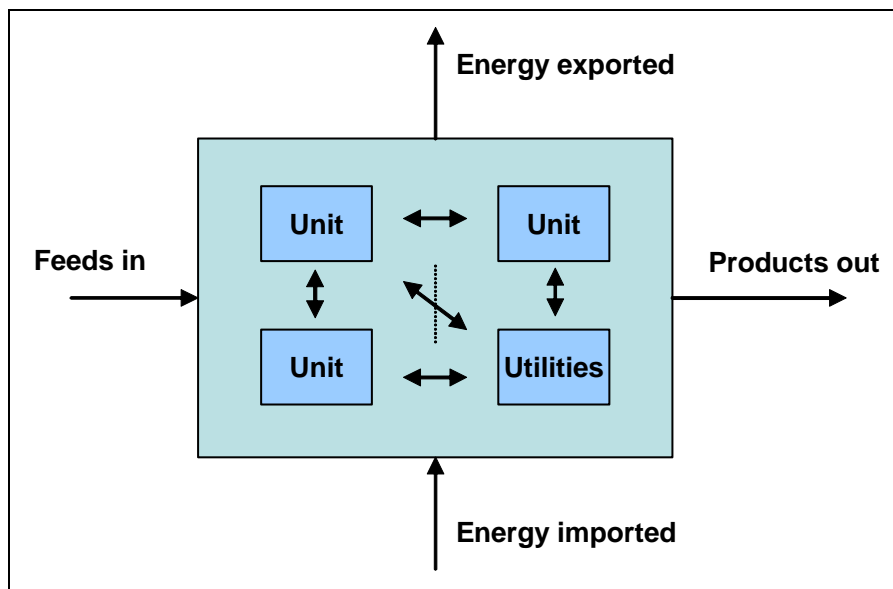 Energy exported
Unit
Unit
Feeds in
Products out
Unit
Utilities
Energy imported